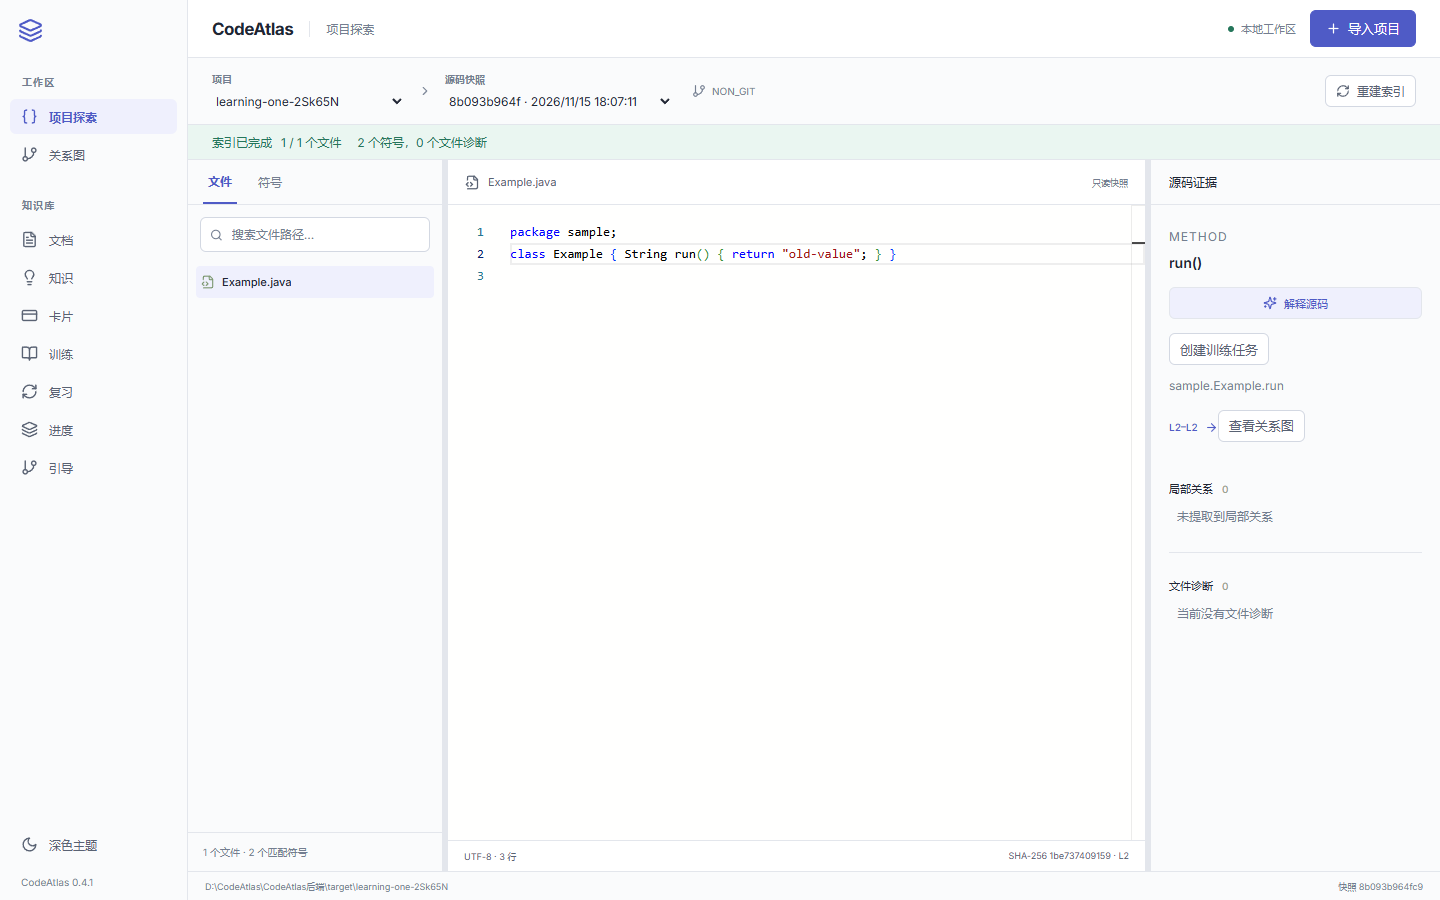 CodeAtlas
项目探索
本地工作区
导入项目
工作区
项目探索
关系图
知识库
文档
知识
卡片
训练
复习
进度
引导
深色主题
CodeAtlas 0.4.1
项目
learning-one-2Sk65N
源码快照
8b093b964f · 2026/11/15 18:07:11
NON_GIT
重建索引
索引已完成 1 / 1 个文件 2 个符号，0 个文件诊断
文件 符号
搜索文件路径...
Example.java
1 个文件 · 2 个匹配符号
Example.java
只读快照
1 package sample;
2 class Example { String run() { return "old-value"; } }
3
UTF-8 · 3 行
SHA-256 1be737409159 · L2
源码证据
METHOD
run()
解释源码
创建训练任务
sample.Example.run
L2–L2 → 查看关系图
局部关系 0
未提取到局部关系
文件诊断 0
当前没有文件诊断
D:\CodeAtlas\CodeAtlas后端\target\learning-one-2Sk65N
快照 8b093b964fc9